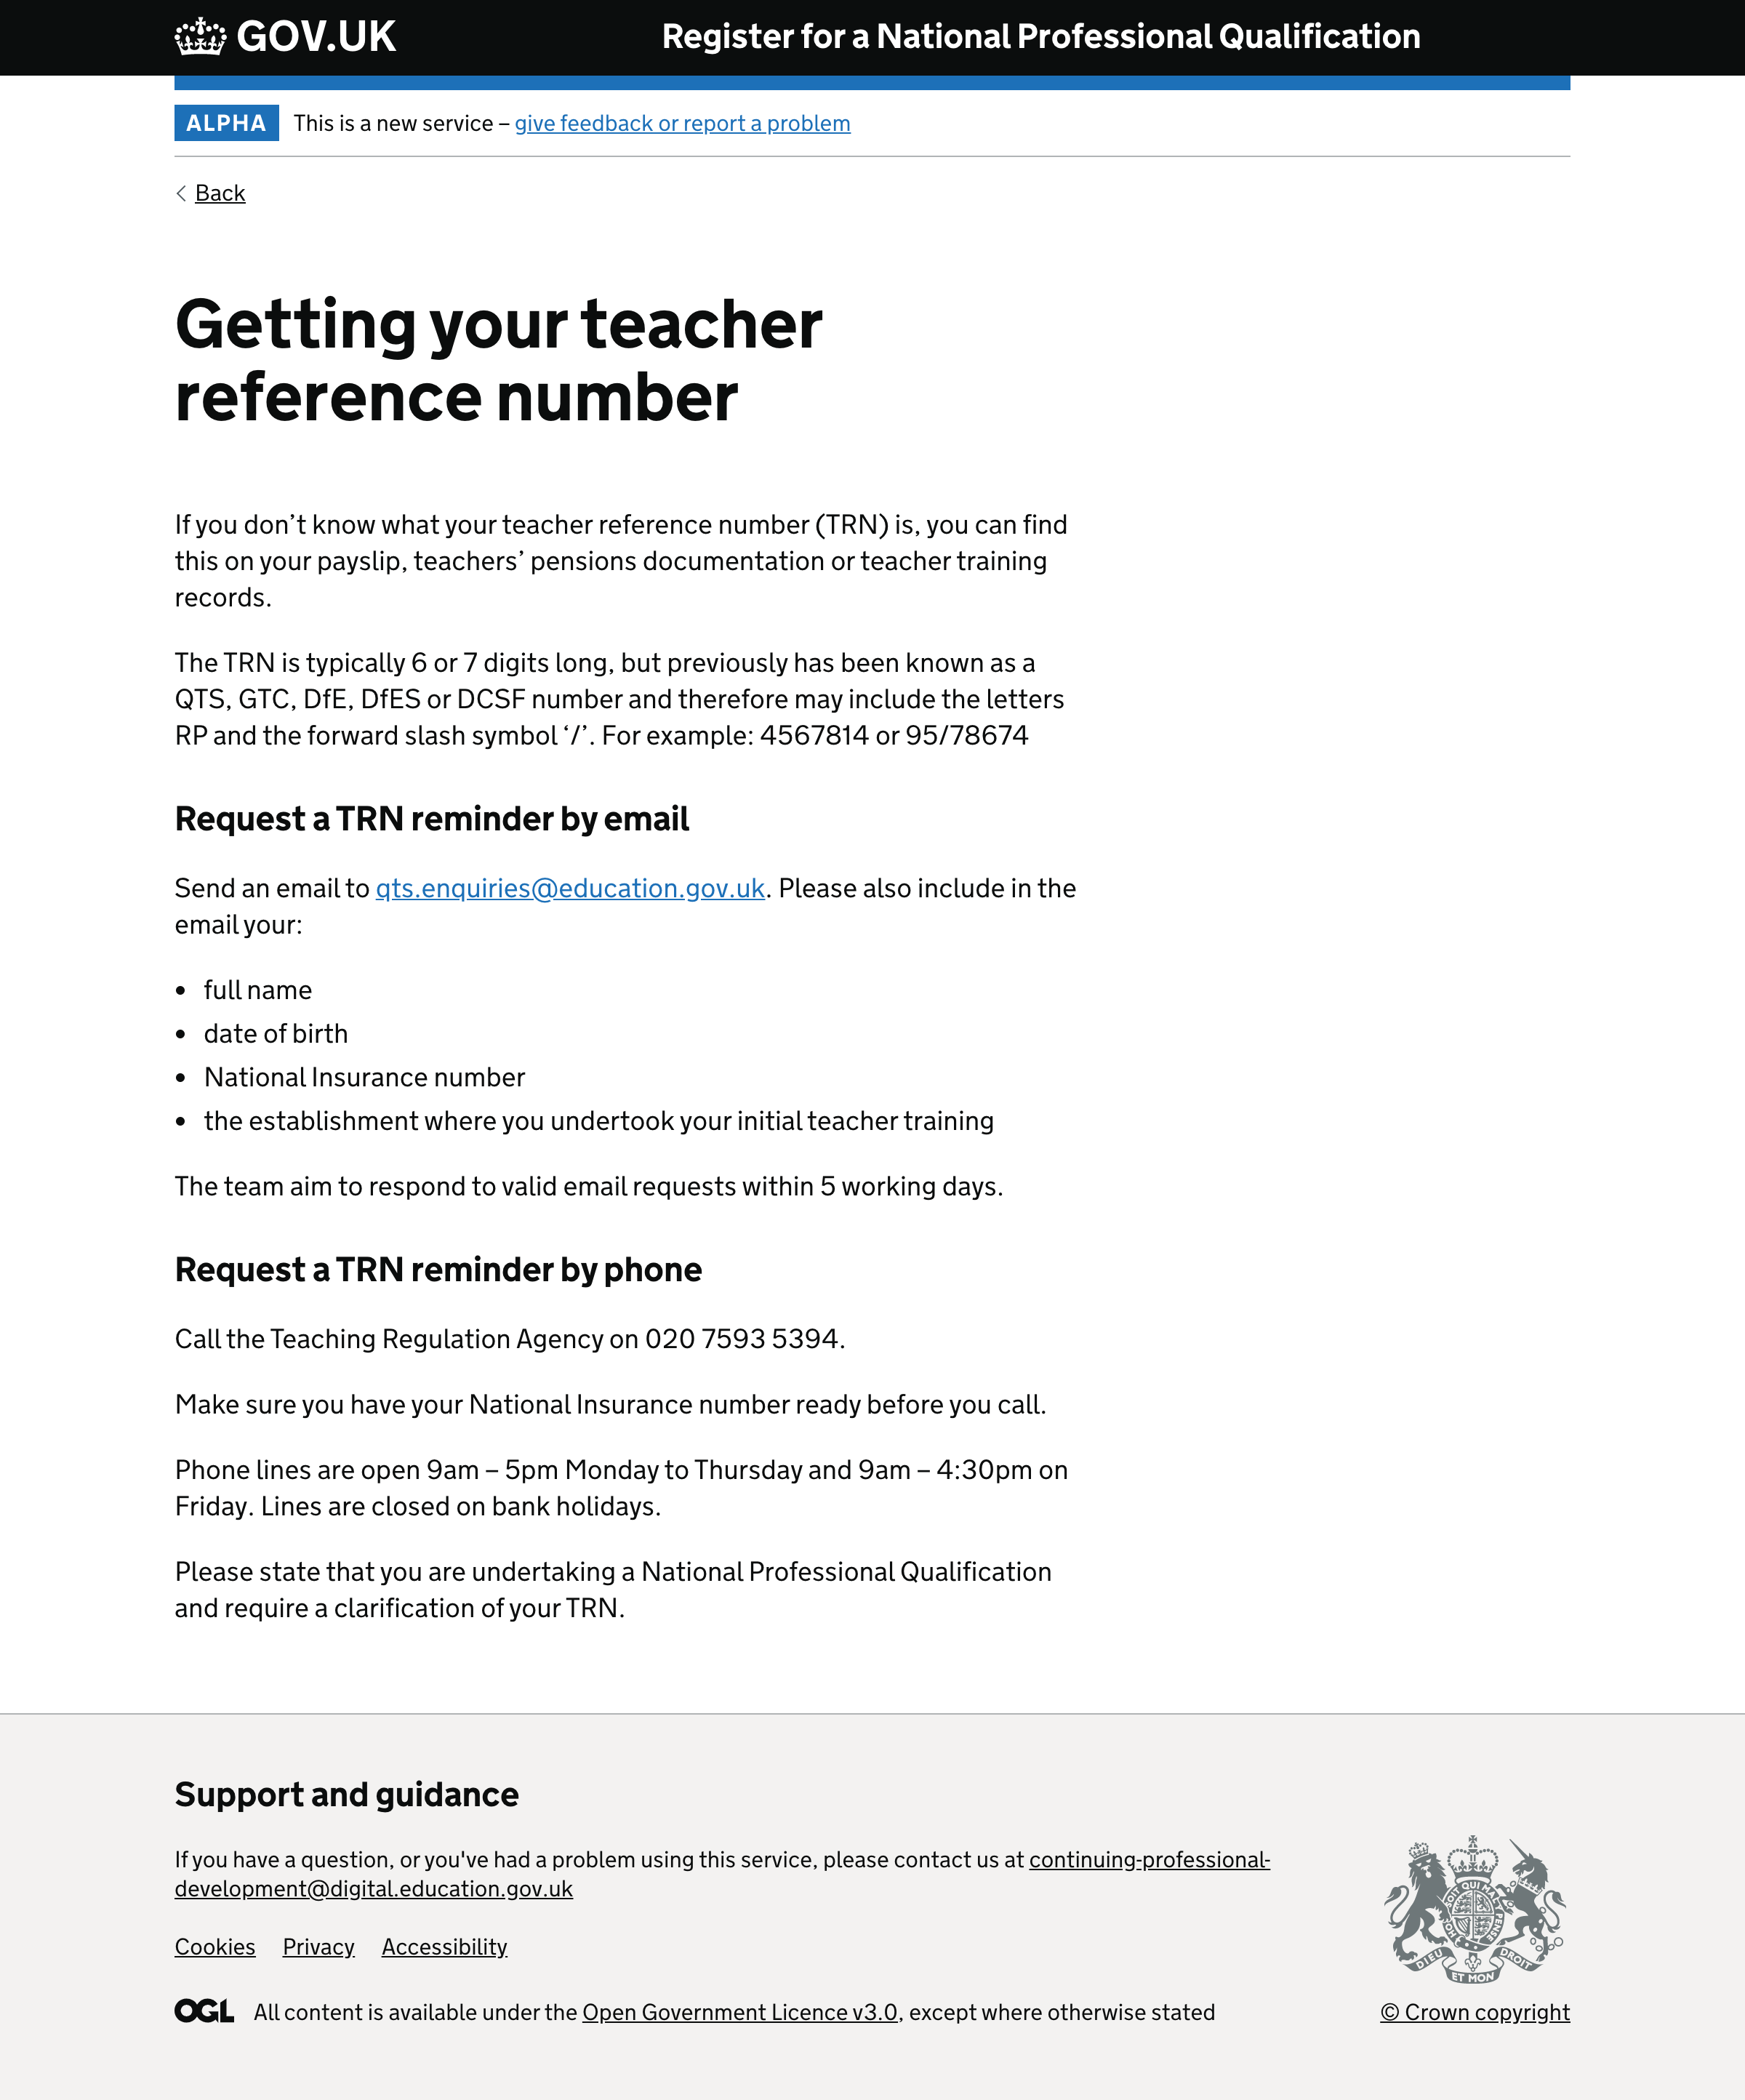 GOV.UK
Register for a National Professional Qualification
ALPHA This is a new service – give feedback or report a problem
Back
Getting your teacher
reference number
If you don’t know what your teacher reference number (TRN) is, you can find
this on your payslip, teachers’ pensions documentation or teacher training
records.
The TRN is typically 6 or 7 digits long, but previously has been known as a
QTS, GTC, DfE, DfES or DCSF number and therefore may include the letters
RP and the forward slash symbol ‘/’. For example: 4567814 or 95/78674
Request a TRN reminder by email
Send an email to qts.enquiries@education.gov.uk. Please also include in the
email your:
• full name
• date of birth
• National Insurance number
• the establishment where you undertook your initial teacher training
The team aim to respond to valid email requests within 5 working days.
Request a TRN reminder by phone
Call the Teaching Regulation Agency on 020 7593 5394.
Make sure you have your National Insurance number ready before you call.
Phone lines are open 9am – 5pm Monday to Thursday and 9am – 4:30pm on
Friday. Lines are closed on bank holidays.
Please state that you are undertaking a National Professional Qualification
and require a clarification of your TRN.
Support and guidance
If you have a question, or you've had a problem using this service, please contact us at continuing-professional-
development@digital.education.gov.uk
Cookies Privacy Accessibility
OGL All content is available under the Open Government Licence v3.0, except where otherwise stated
DIEU ET MON DROIT
© Crown copyright